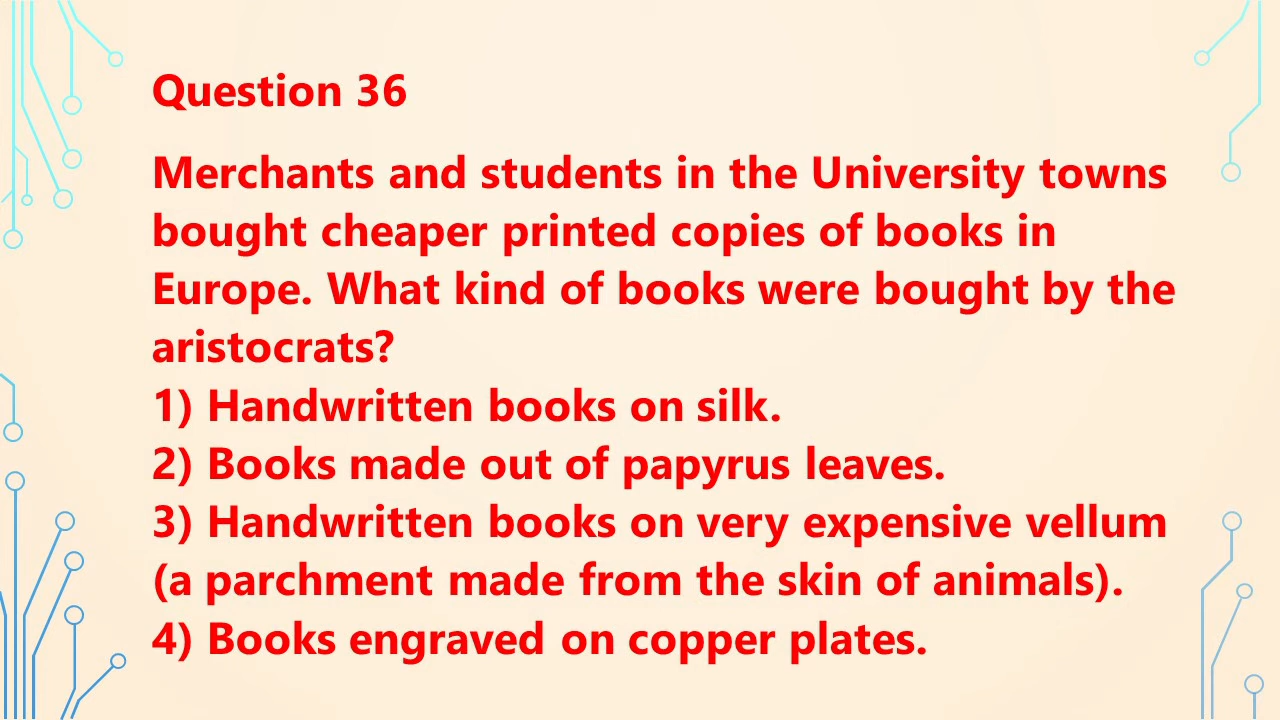 Question 36
Merchants and students in the University towns
bought cheaper printed copies of books in
Europe. What kind of books were bought by the
aristocrats?
1) Handwritten books on silk.
2) Books made out of papyrus leaves.
3) Handwritten books on very expensive vellum
(a parchment made from the skin of animals).
4) Books engraved on copper plates.